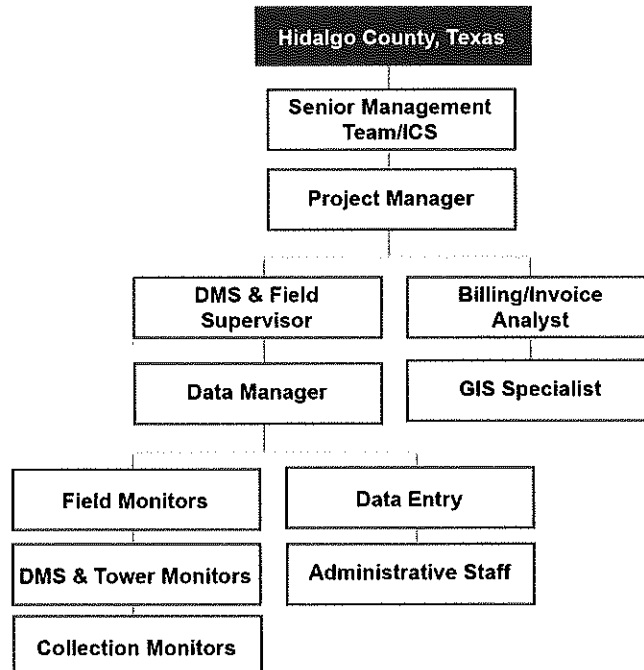 Hidalgo County, Texas
Senior Management
Team/ICS
Project Manager
DMS & Field
Supervisor
Billing/Invoice
Analyst
Data Manager
GIS Specialist
Field Monitors
Data Entry
DMS & Tower Monitors
Administrative Staff
Collection Monitors